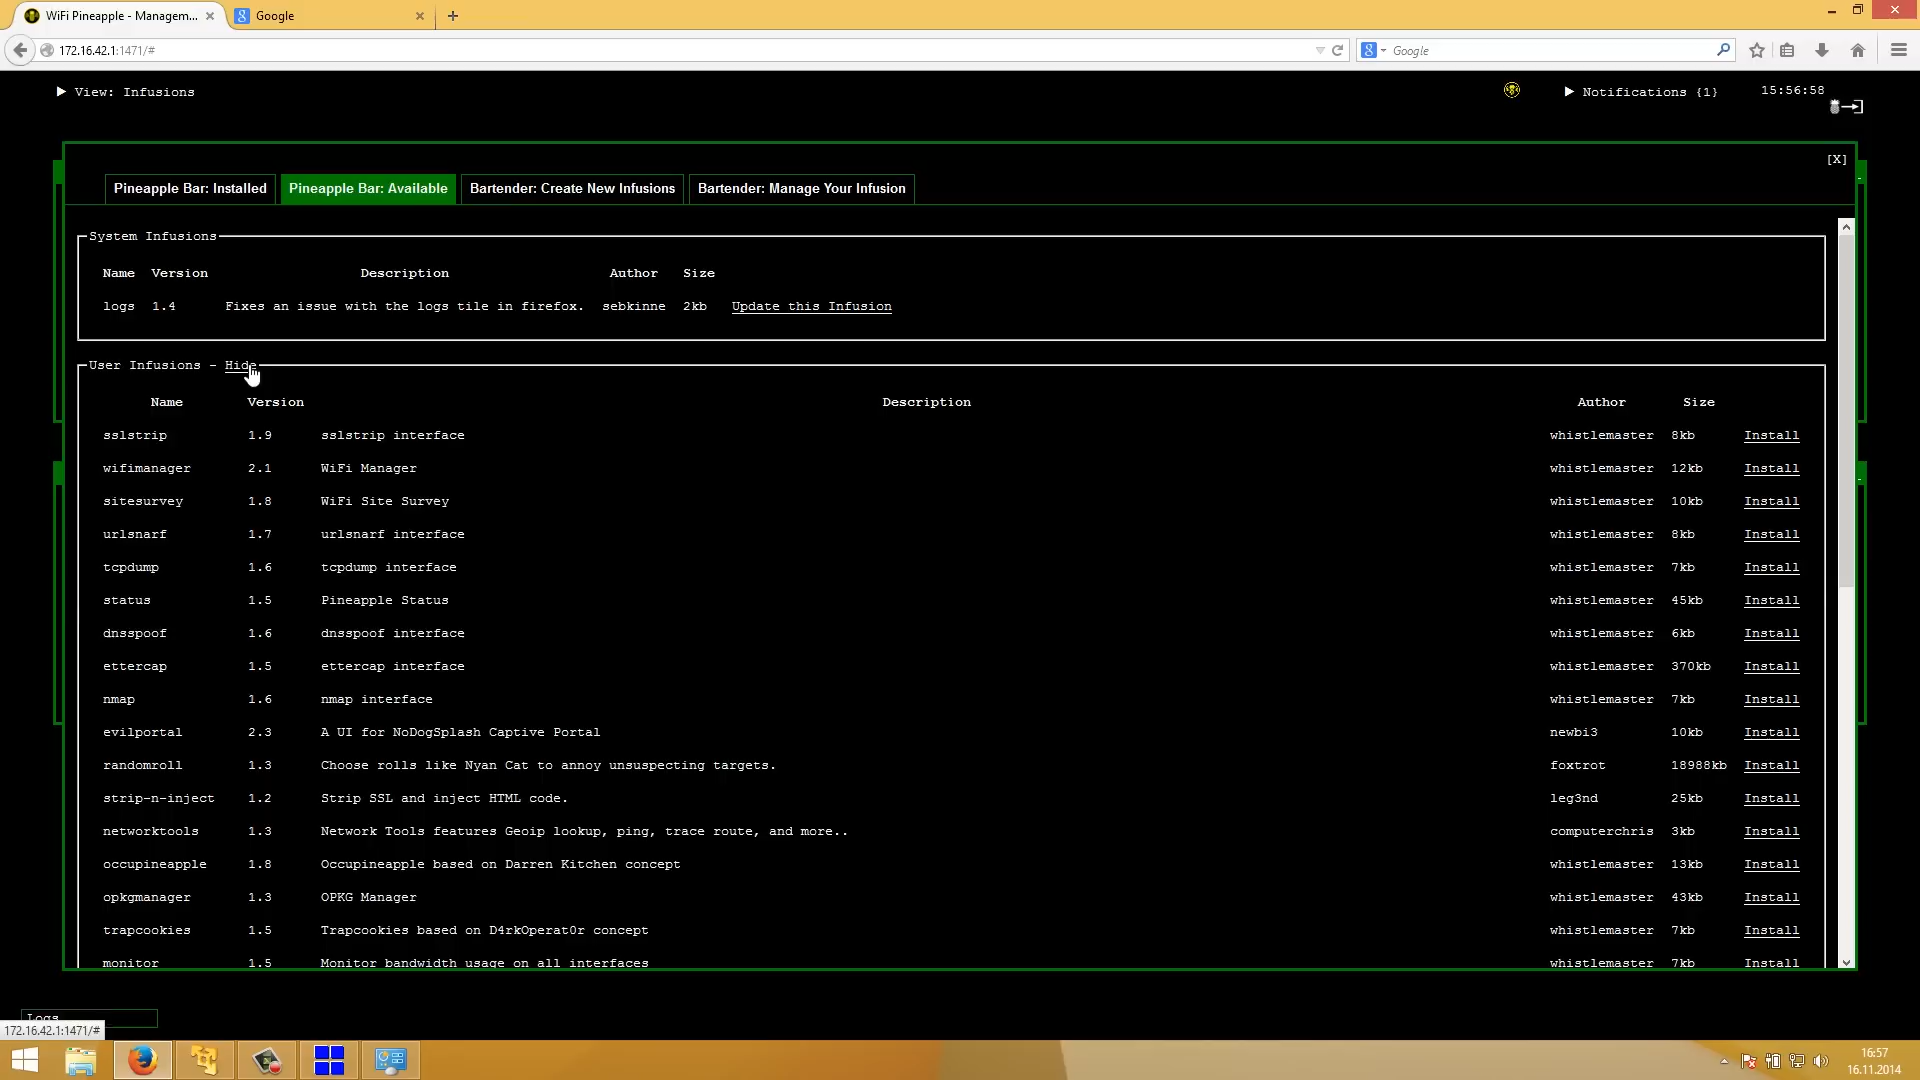 WiFi Pineapple - Managem...
Google
172.16.42.1:1471/#
Google
View: Infusions
Notifications {1}
15:56:58
[X]
Pineapple Bar: Installed
Pineapple Bar: Available
Bartender: Create New Infusions
Bartender: Manage Your Infusion
System Infusions
Name Version Description Author Size
logs 1.4 Fixes an issue with the logs tile in firefox. sebkinne 2kb Update this Infusion
User Infusions - Hide
Name Version Description Author Size
sslstrip 1.9 sslstrip interface whistlemaster 8kb Install
wifimanager 2.1 WiFi Manager whistlemaster 12kb Install
sitesurvey 1.8 WiFi Site Survey whistlemaster 10kb Install
urlsnarf 1.7 urlsnarf interface whistlemaster 8kb Install
tcpdump 1.6 tcpdump interface whistlemaster 7kb Install
status 1.5 Pineapple Status whistlemaster 45kb Install
dnsspoof 1.6 dnsspoof interface whistlemaster 6kb Install
ettercap 1.5 ettercap interface whistlemaster 370kb Install
nmap 1.6 nmap interface whistlemaster 7kb Install
evilportal 2.3 A UI for NoDogSplash Captive Portal newbi3 10kb Install
randomroll 1.3 Choose rolls like Nyan Cat to annoy unsuspecting targets. foxtrot 18988kb Install
strip-n-inject 1.2 Strip SSL and inject HTML code. leg3nd 25kb Install
networktools 1.3 Network Tools features Geoip lookup, ping, trace route, and more.. computerchris 3kb Install
occupineapple 1.8 Occupineapple based on Darren Kitchen concept whistlemaster 13kb Install
opkgmanager 1.3 OPKG Manager whistlemaster 43kb Install
trapcookies 1.5 Trapcookies based on D4rkOperat0r concept whistlemaster 7kb Install
monitor 1.5 Monitor bandwidth usage on all interfaces whistlemaster 7kb Install
Logs
172.16.42.1:1471/#
16:57
16.11.2014